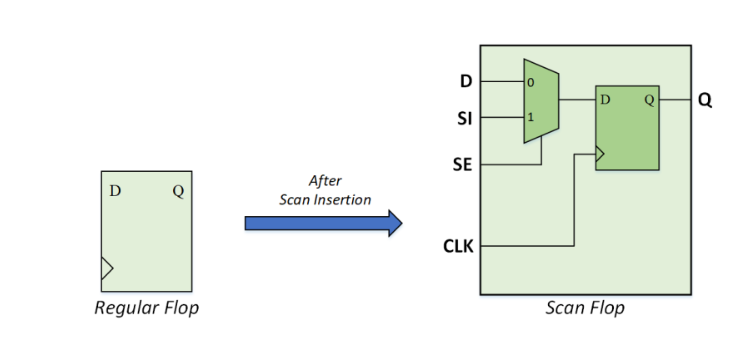 D Q
Regular Flop
After
Scan Insertion
D
SI
SE
CLK
0
1
D Q
Q
Scan Flop